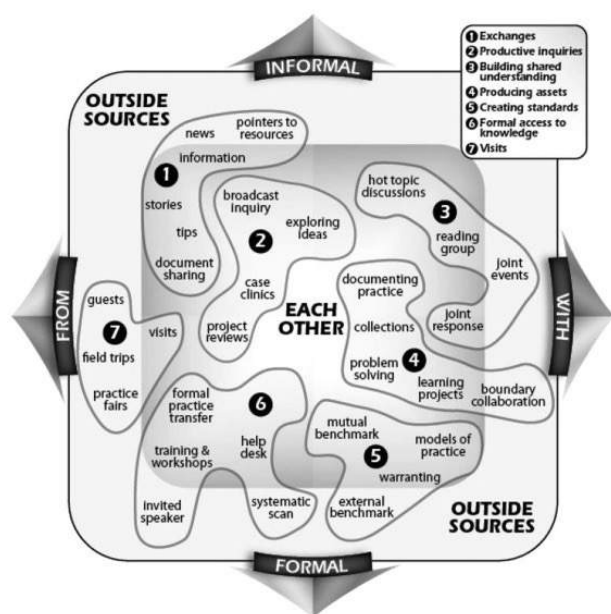 INFORMAL
1 Exchanges
2 Productive inquiries
3 Building shared
understanding
4 Producing assets
5 Creating standards
6 Formal access to
knowledge
7 Visits
OUTSIDE
SOURCES
news
pointers to
resources
information
1
stories
tips
document
sharing
broadcast
inquiry
2
exploring
ideas
case
clinics
project
reviews
hot topic
discussions
3
reading
group
joint
events
joint
response
FROM
EACH
OTHER
WITH
guests
7
visits
field trips
practice
fairs
documenting
practice
collections
problem
solving
4
learning
projects
boundary
collaboration
formal
practice
transfer
6
help
desk
training &
workshops
invited
speaker
systematic
scan
mutual
benchmark
models of
practice
5
warranting
external
benchmark
OUTSIDE
SOURCES
FORMAL